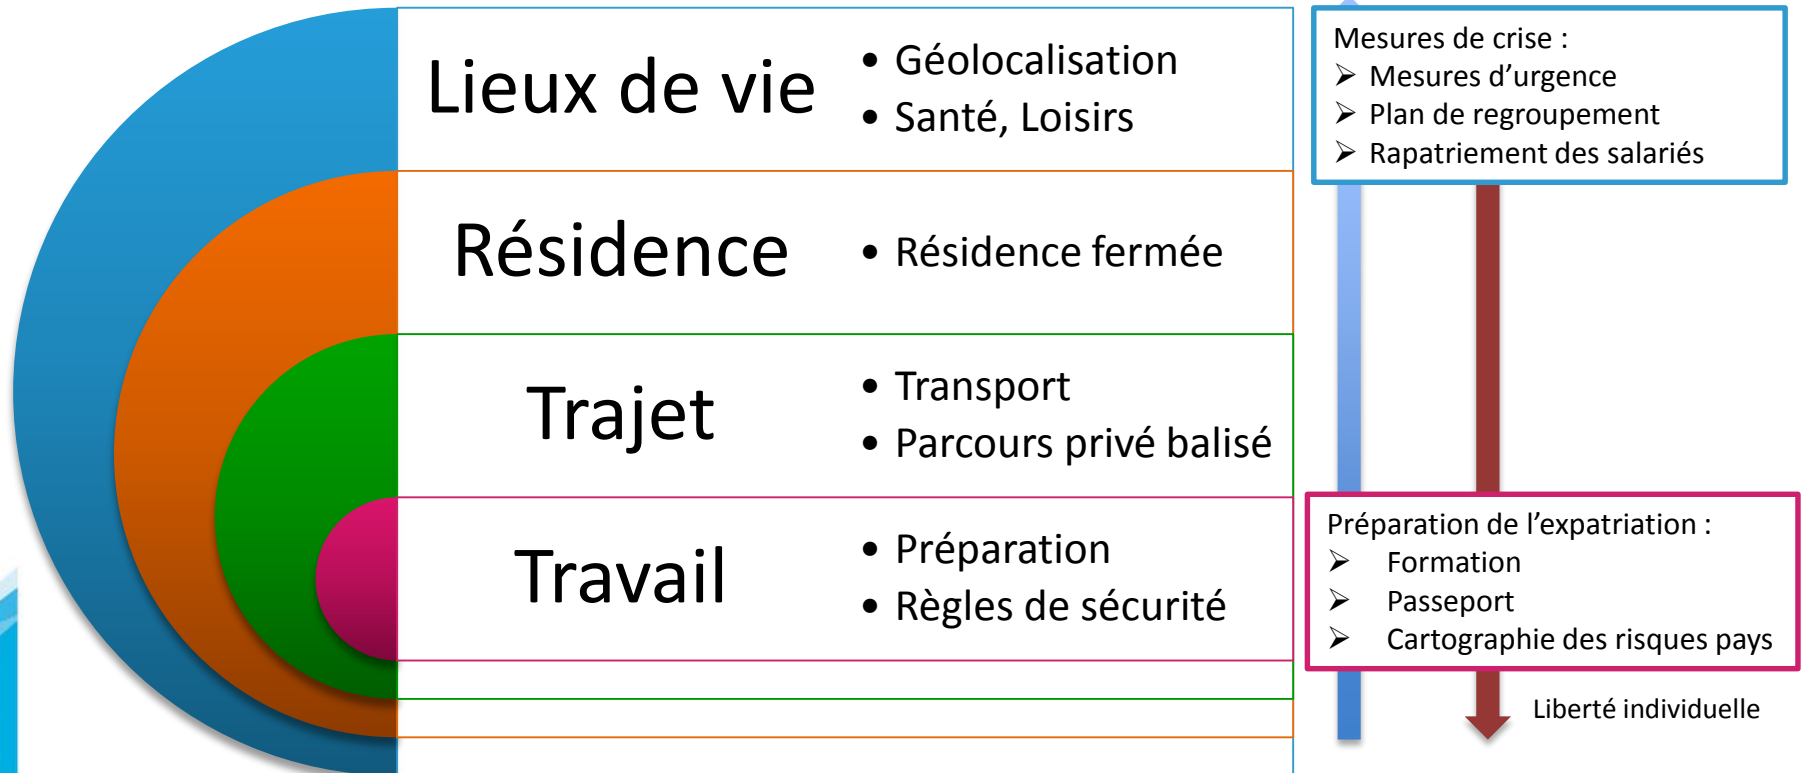 Lieux de vie
• Géolocalisation
• Santé, Loisirs
Résidence
• Résidence fermée
Trajet
• Transport
• Parcours privé balisé
Travail
• Préparation
• Règles de sécurité
Mesures de crise :
➢ Mesures d’urgence
➢ Plan de regroupement
➢ Rapatriement des salariés
Préparation de l’expatriation :
➢ Formation
➢ Passeport
➢ Cartographie des risques pays
Liberté individuelle